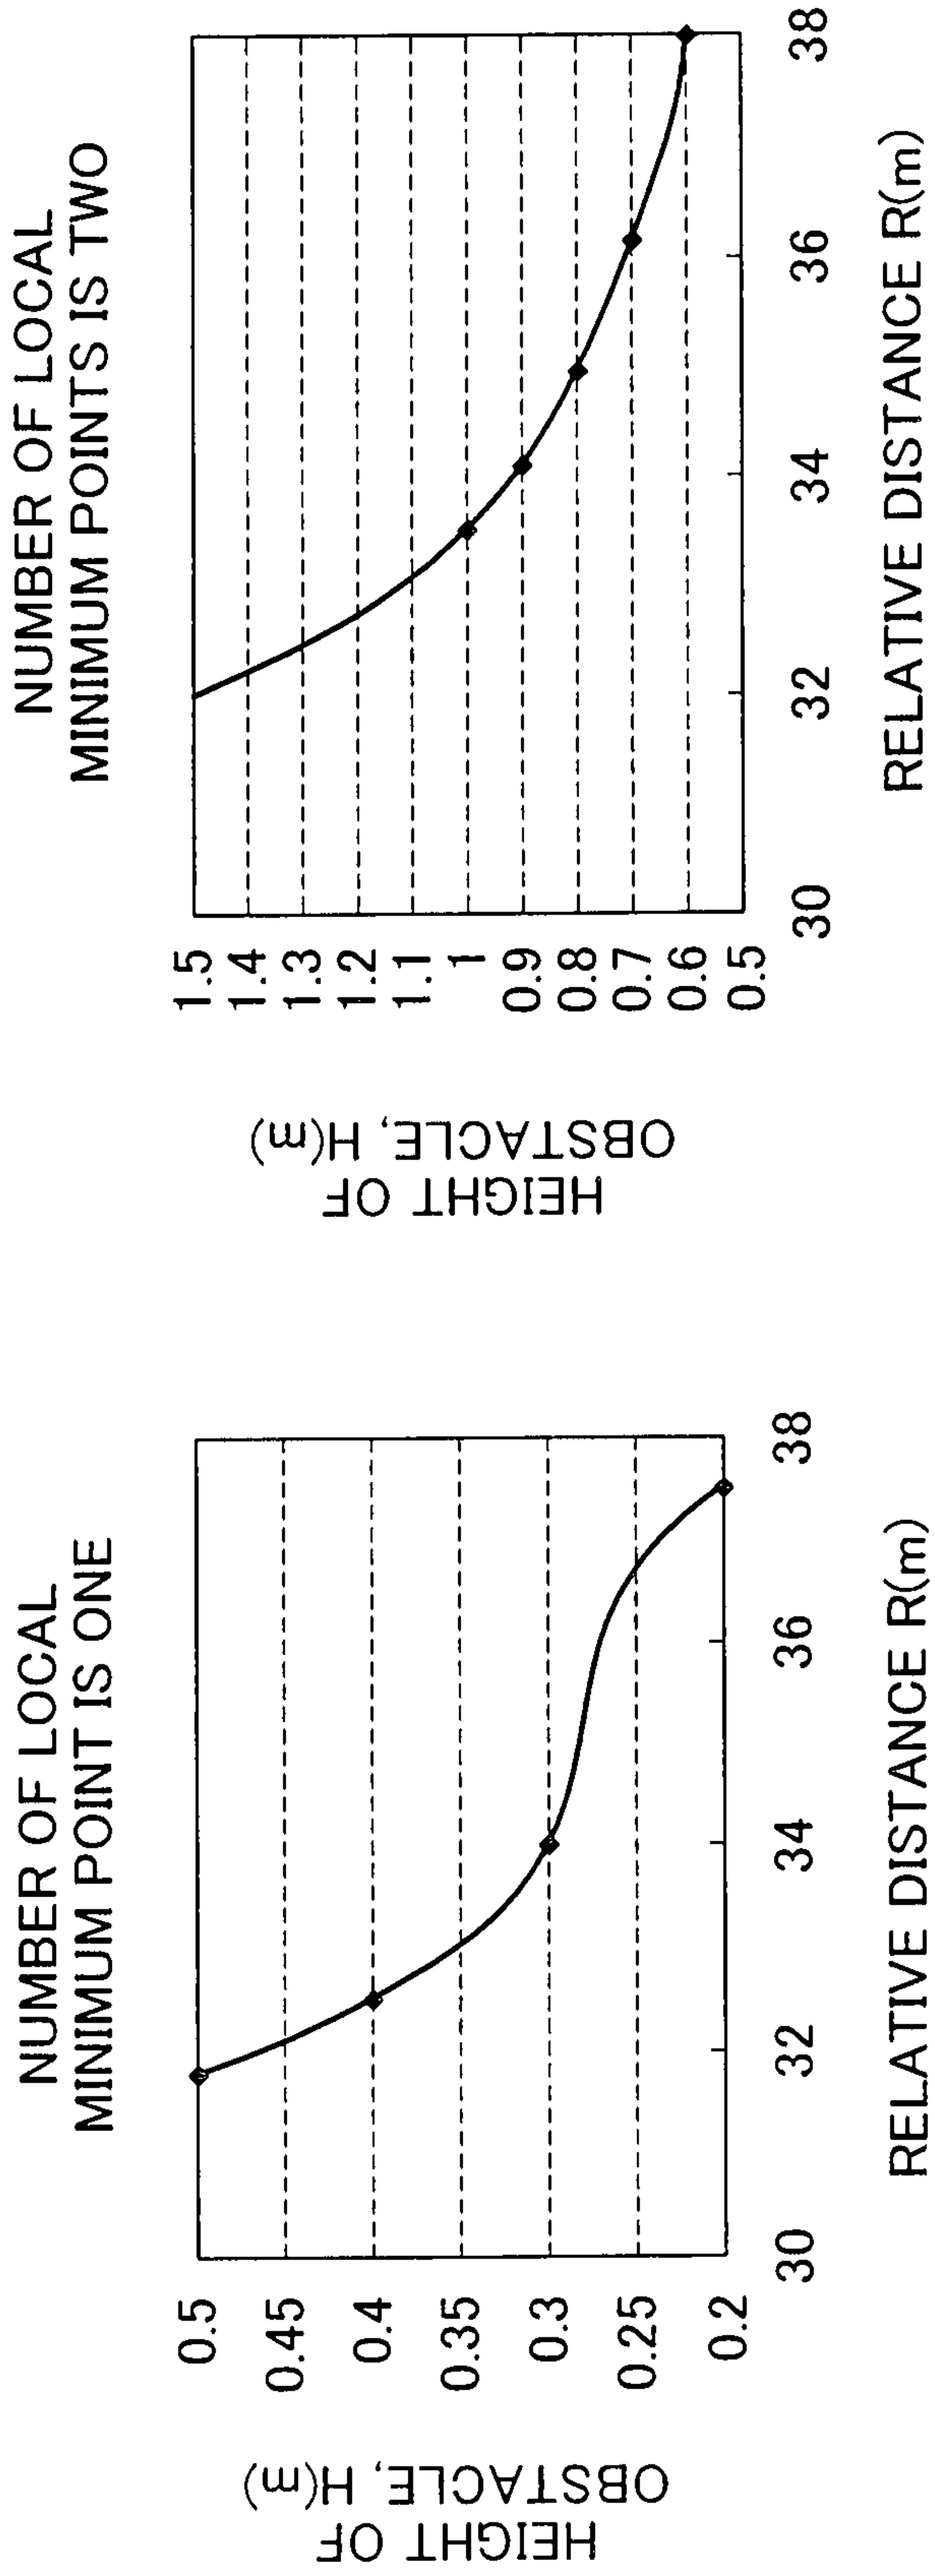 NUMBER OF LOCAL
MINIMUM POINT IS ONE
HEIGHT OF
OBSTACLE, H(m)
0.5
0.45
0.4
0.35
0.3
0.25
0.2
30
32
34
36
38
RELATIVE DISTANCE R(m)
NUMBER OF LOCAL
MINIMUM POINTS IS TWO
HEIGHT OF
OBSTACLE, H(m)
1.5
1.4
1.3
1.2
1.1
1
0.9
0.8
0.7
0.6
0.5
30
32
34
36
38
RELATIVE DISTANCE R(m)